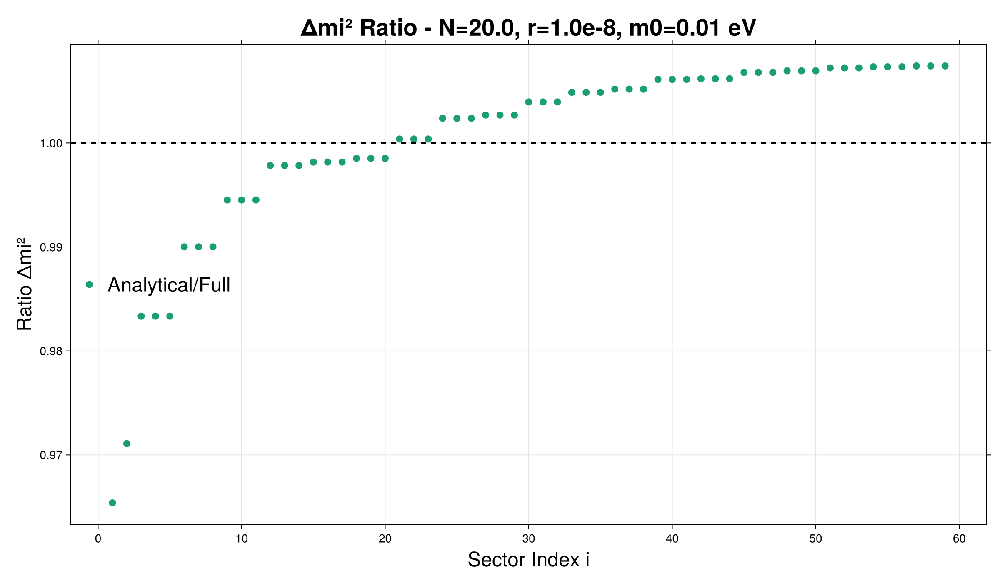 Δmi² Ratio - N=20.0, r=1.0e-8, m0=0.01 eV
1.00
0.99
0.98
0.97
Ratio Δmi²
Analytical/Full
0 10 20 30 40 50 60
Sector Index i